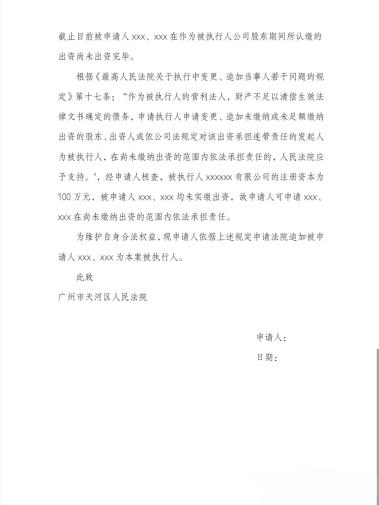 截止目前被申请人 xxx、xxx 在作为被执行人公司股东期间所认缴的
出资尚未出资完毕。
根据《最高人民法院关于执行中变更、追加当事人若干问题的规
定》第十七条：“作为被执行人的营利法人，财产不足以清偿生效法
律文书确定的债务，申请执行人申请变更、追加未缴纳或未足额缴纳
出资的股东、出资人或依公司法规定对该出资承担连带责任的发起人
为被执行人，在尚未缴纳出资的范围内依法承担责任的，人民法院应
予支持。”，经申请人核查，被执行人 xxxxxx 有限公司的注册资本为
100 万元，被申请人 xxx、xxx 均未实缴出资，故申请人可申请 xxx、
xxx 在尚未缴纳出资的范围内依法承担责任。
为维护自身合法权益，现申请人依据上述规定申请法院追加被申
请人 xxx、xxx 为本案被执行人。
此致
广州市天河区人民法院
申请人：
日期：